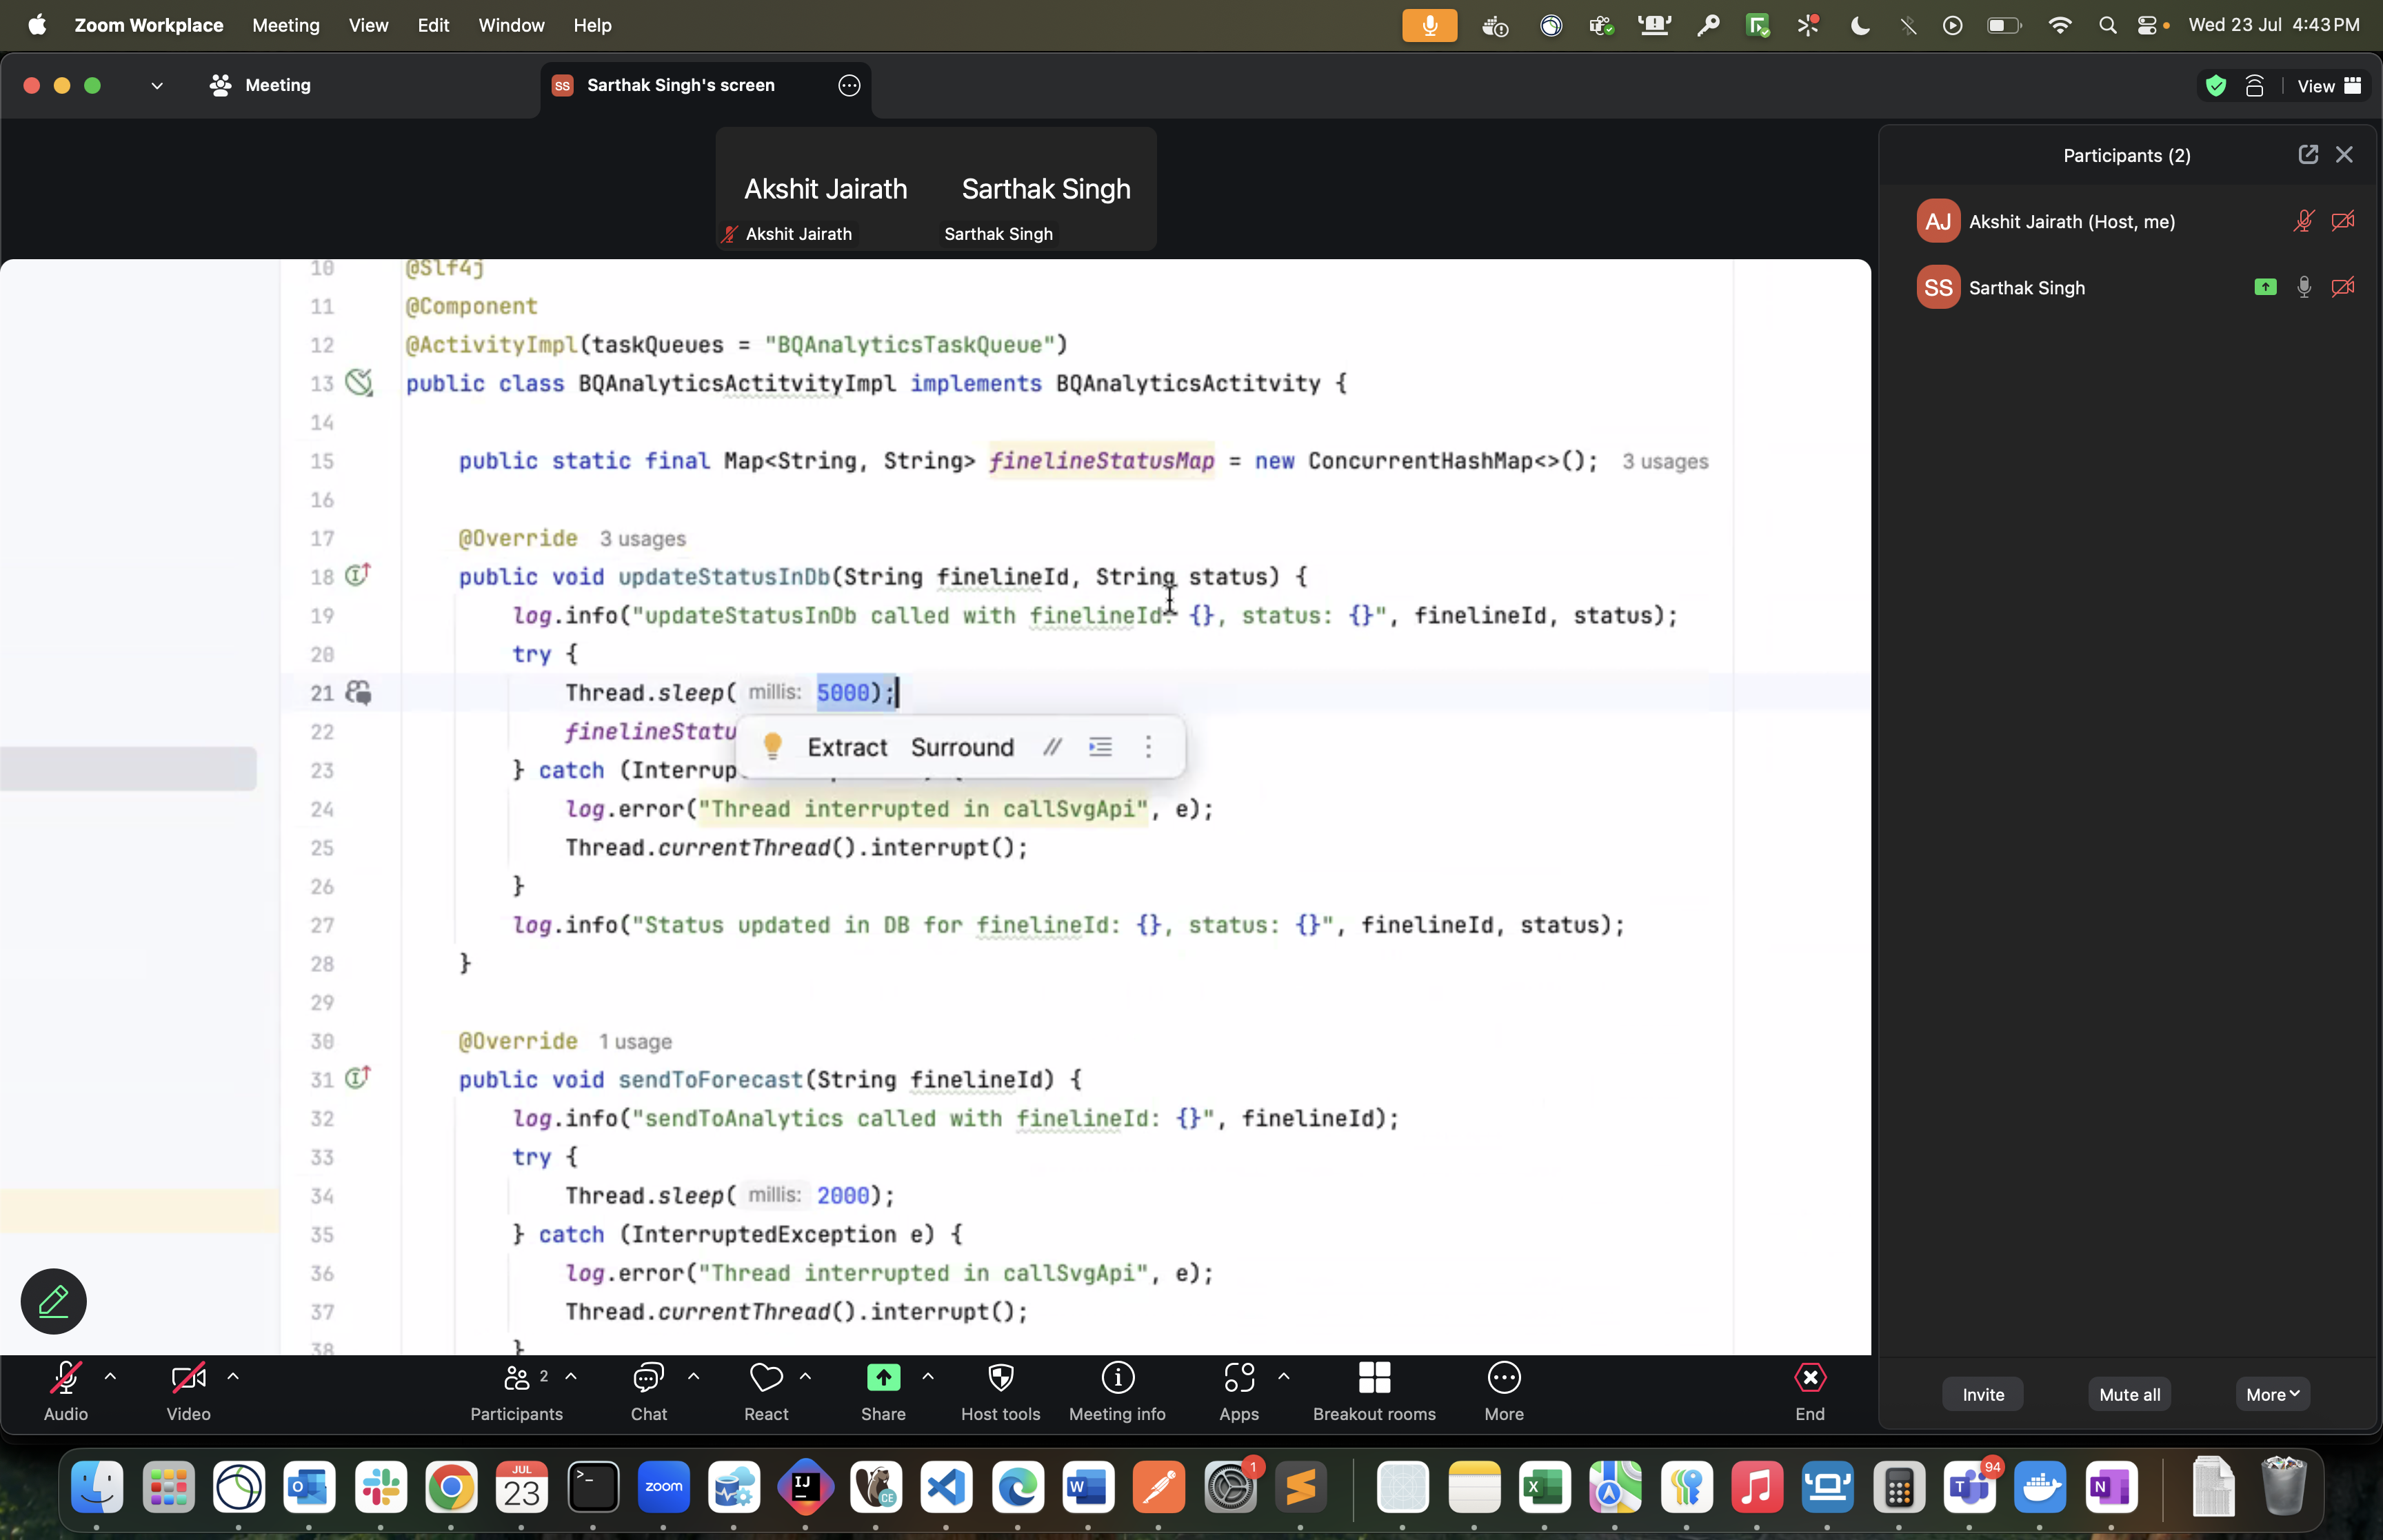 Zoom Workplace Meeting View Edit Window Help Wed 23 Jul 4:43 PM
Meeting SS Sarthak Singh's screen View
Akshit Jairath Sarthak Singh
Akshit Jairath Sarthak Singh
Participants (2)
AJ Akshit Jairath (Host, me)
SS Sarthak Singh
10 @Slf4j
11 @Component
12 @ActivityImpl(taskQueues = "BQAnalyticsTaskQueue")
13 public class BQAnalyticsActitvityImpl implements BQAnalyticsActitvity {
14
15 public static final Map<String, String> finelineStatusMap = new ConcurrentHashMap<>(); 3 usages
16
17 @Override 3 usages
18 public void updateStatusInDb(String finelineId, String status) {
19 log.info("updateStatusInDb called with finelineId: {}, status: {}", finelineId, status);
20 try {
21 Thread.sleep( millis: 5000);
22 finelineStatu
Extract Surround //
23 } catch (Interrup
24 log.error("Thread interrupted in callSvgApi", e);
25 Thread.currentThread().interrupt();
26 }
27 log.info("Status updated in DB for finelineId: {}, status: {}", finelineId, status);
28 }
29
30 @Override 1 usage
31 public void sendToForecast(String finelineId) {
32 log.info("sendToAnalytics called with finelineId: {}", finelineId);
33 try {
34 Thread.sleep( millis: 2000);
35 } catch (InterruptedException e) {
36 log.error("Thread interrupted in callSvgApi", e);
37 Thread.currentThread().interrupt();
38 }
Audio Video Participants 2 Chat React Share Host tools Meeting info Apps Breakout rooms More End
Invite Mute all More
JUL
23
zoom
IJ
CE
W
1
X
94
T
N